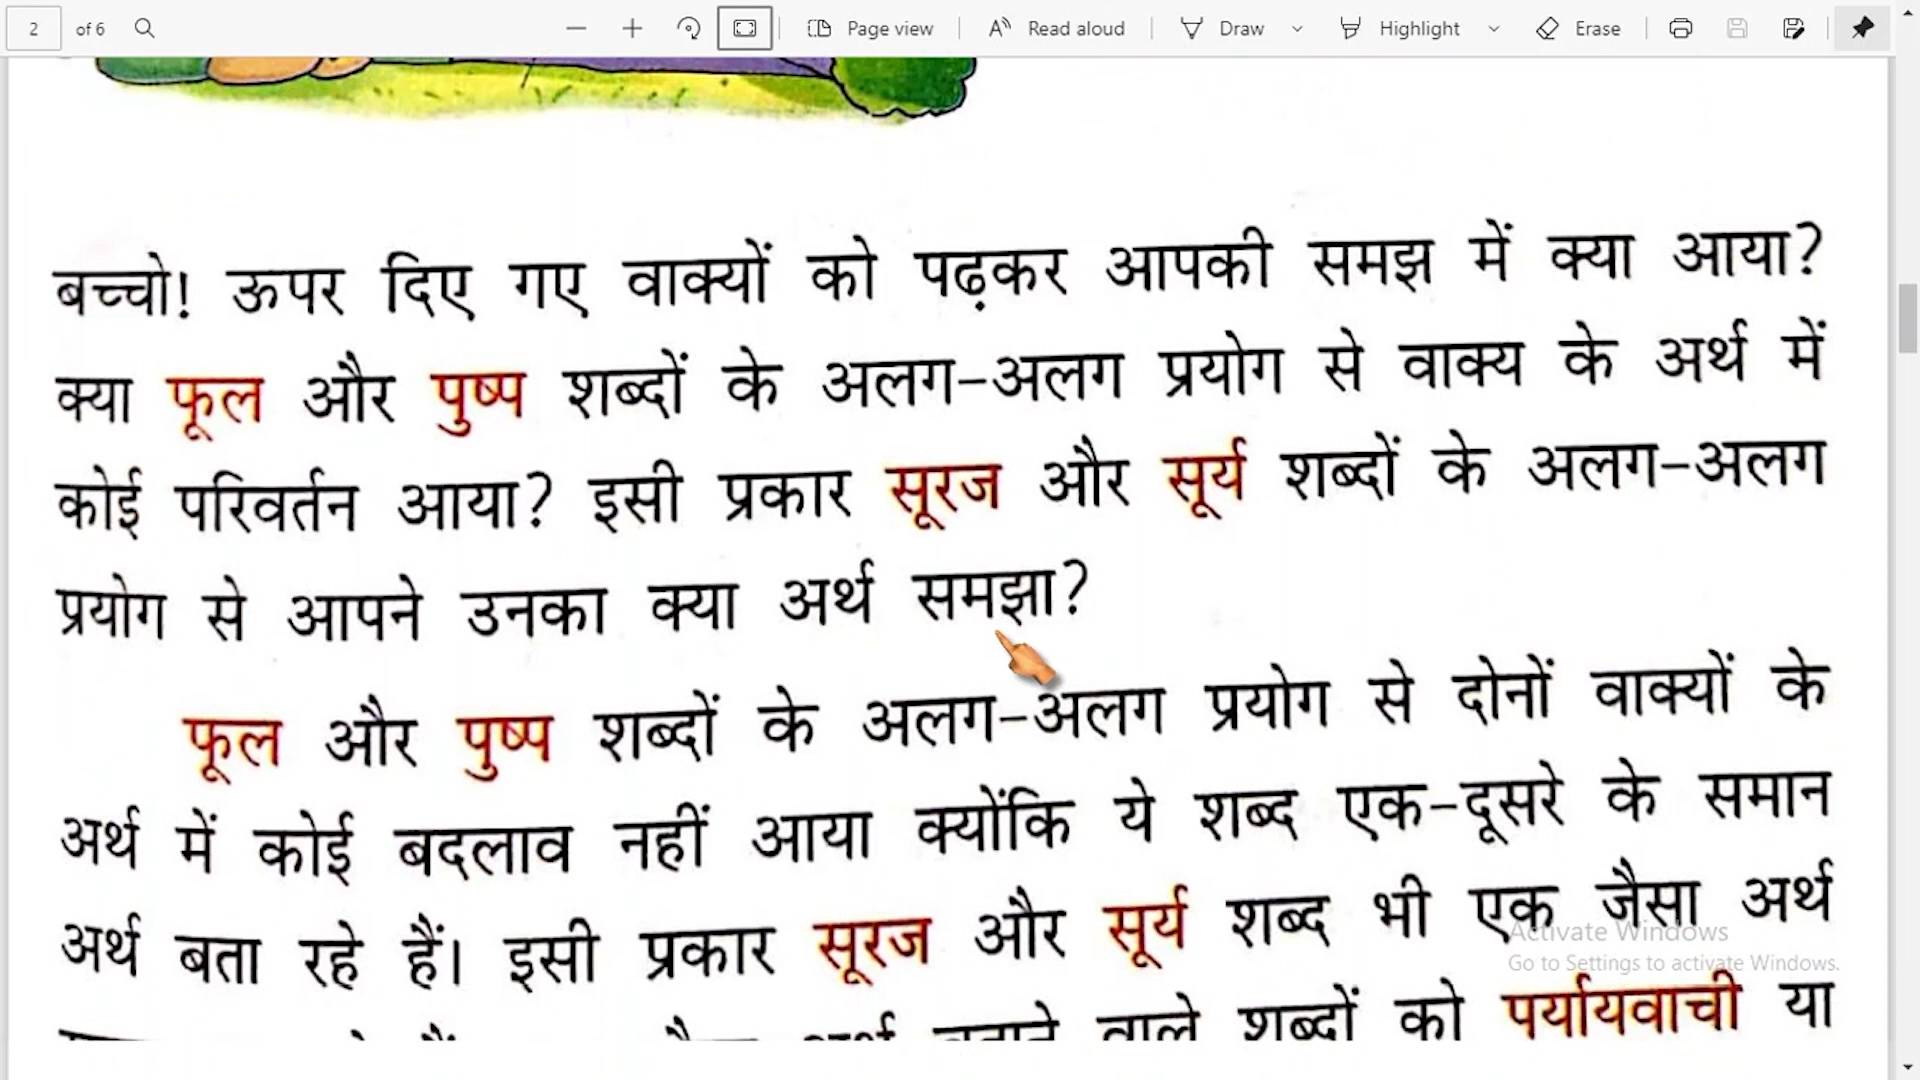 2 of 6 Page view Read aloud Draw Highlight Erase
बच्चो! ऊपर दिए गए वाक्यों को पढ़कर आपकी समझ में क्या आया?
क्या फूल और पुष्प शब्दों के अलग-अलग प्रयोग से वाक्य के अर्थ में
कोई परिवर्तन आया? इसी प्रकार सूरज और सूर्य शब्दों के अलग-अलग
प्रयोग से आपने उनका क्या अर्थ समझा?
फूल और पुष्प शब्दों के अलग-अलग प्रयोग से दोनों वाक्यों के
अर्थ में कोई बदलाव नहीं आया क्योंकि ये शब्द एक-दूसरे के समान
अर्थ बता रहे हैं। इसी प्रकार सूरज और सूर्य शब्द भी एक जैसा अर्थ
Activate Windows
Go to Settings to activate Windows.
वाले शब्दों को पर्यायवाची या